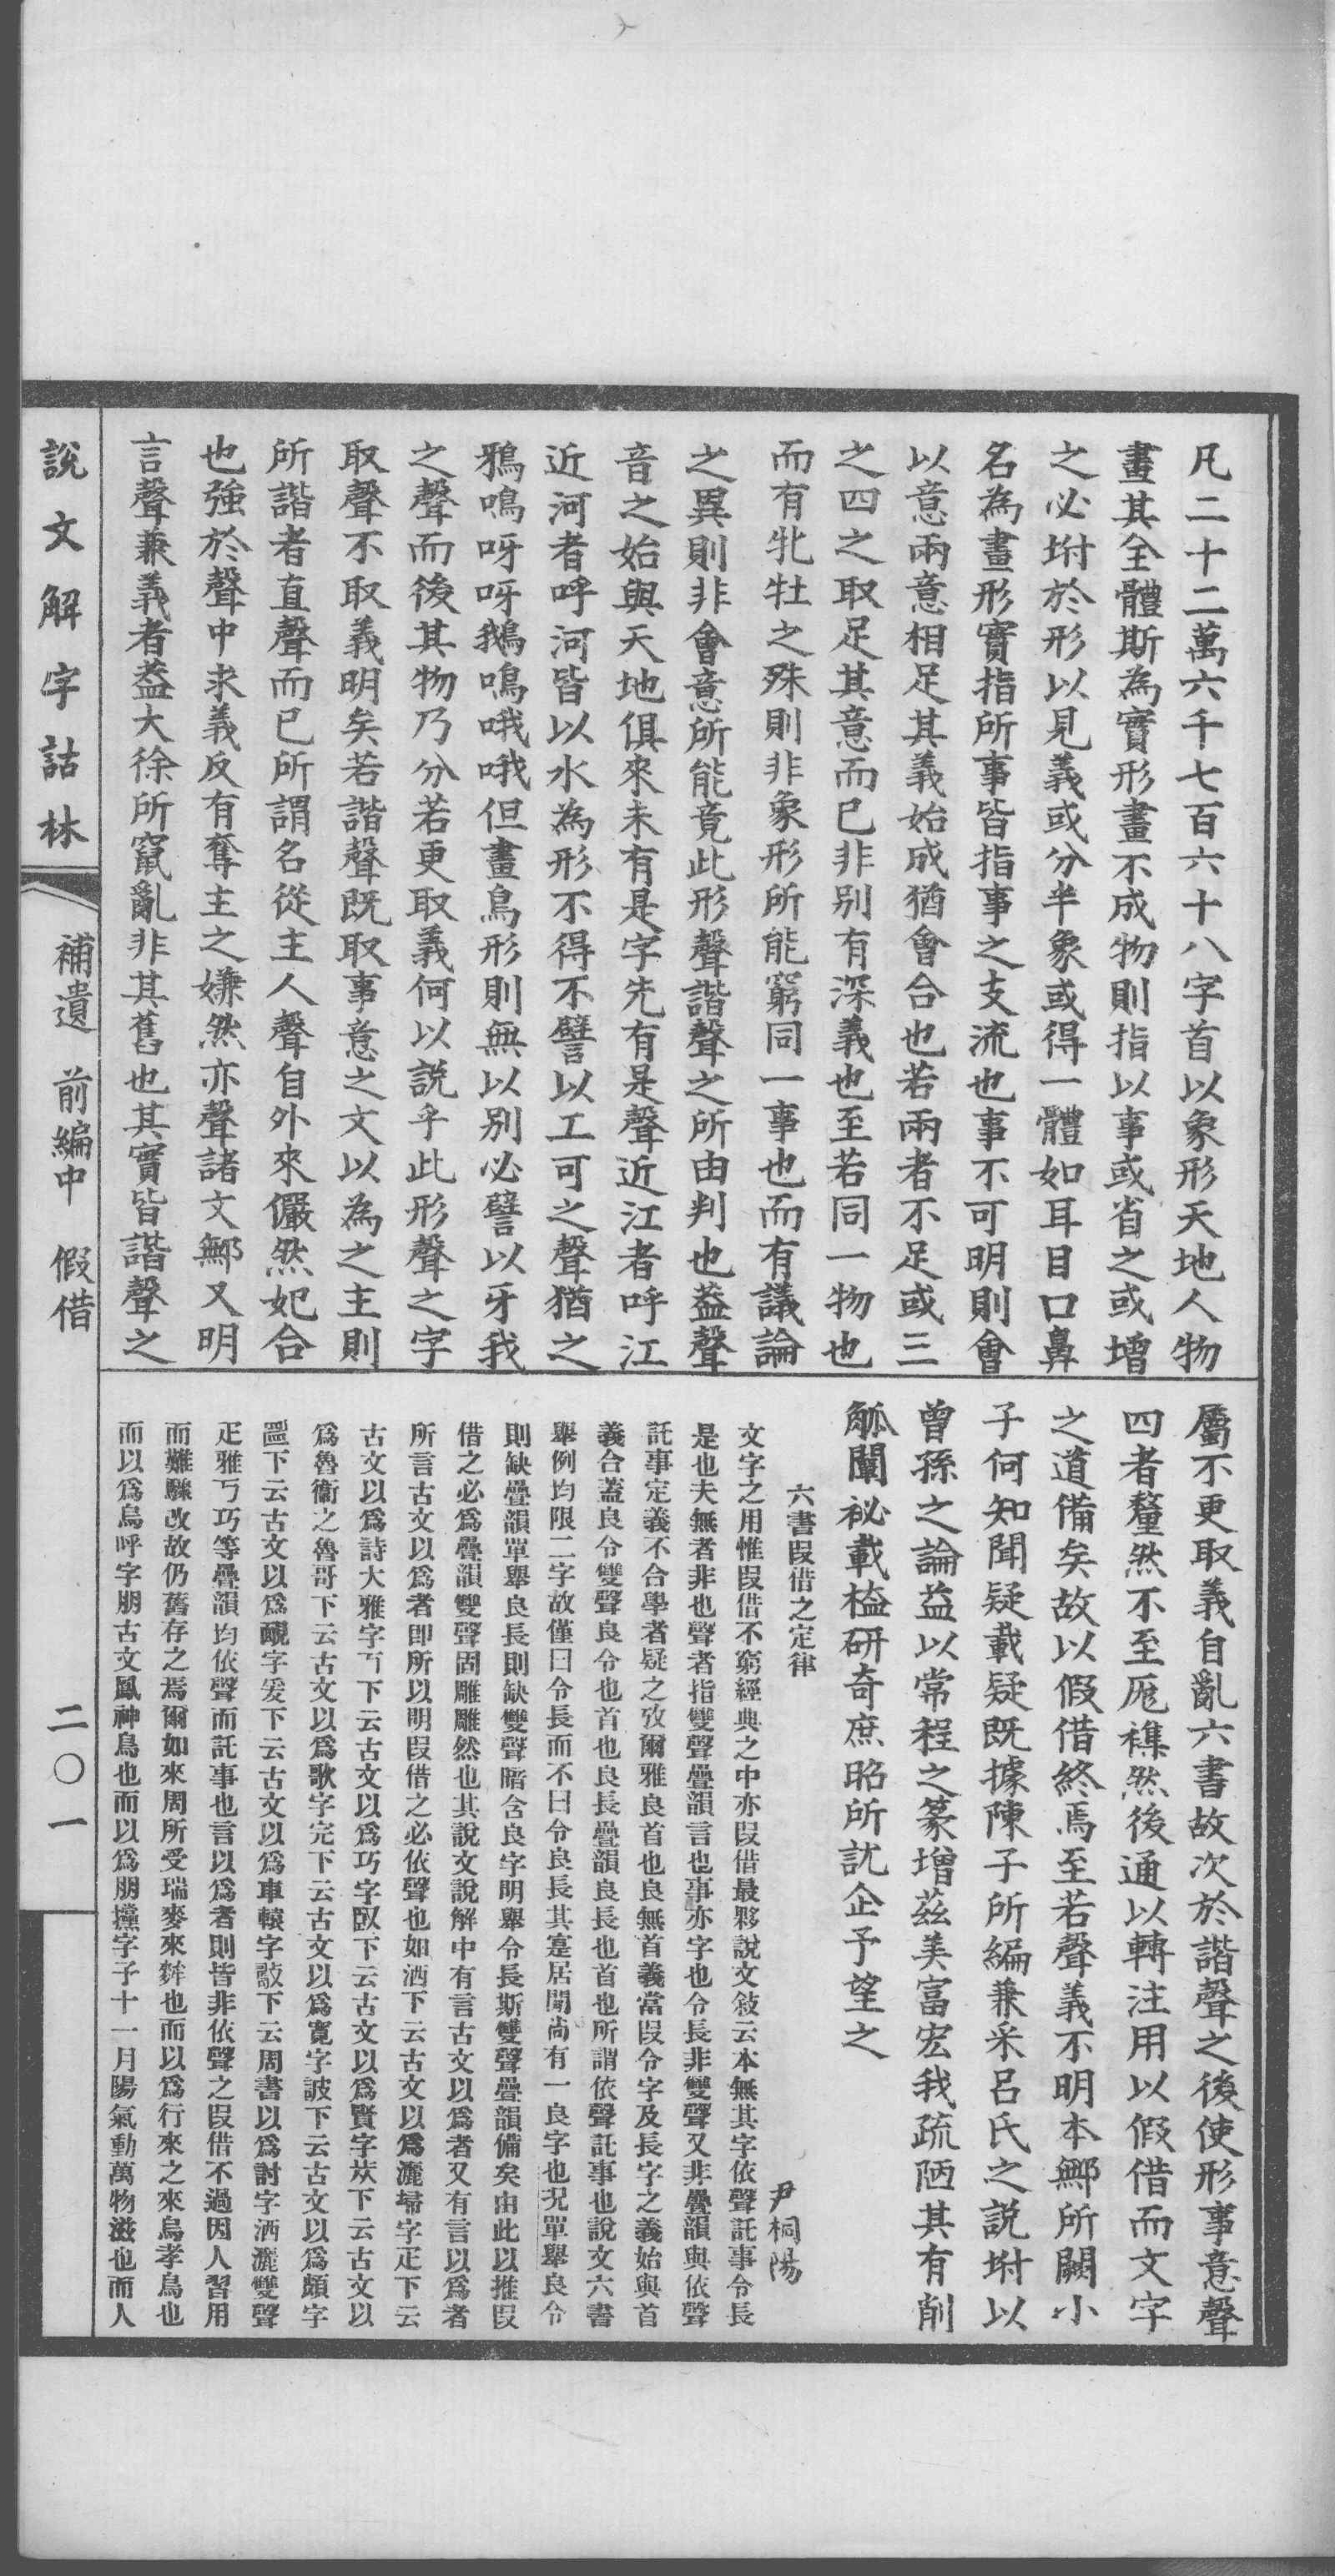 凡二十二萬六千七百六十八字首以象形天地人物
畫其全體斯為實形畫不成物則指以事或省之或增
之必坿於形以見義或分半象或得一體如耳目口鼻
名為畫形實指所事皆指事之支流也事不可明則會
以意兩意相足其義始成猶會合也若兩者不足或三
之四之取足其意而已非別有深義也至若同一物也
而有牝牡之殊則非象形所能窮同一事也而有議論
之異則非會意所能竟此形聲諧聲之所由判也葢聲
音之始與天地俱來未有是字先有是聲近江者呼江
近河者呼河皆以水為形不得不譬以工可之聲猶之
鴉鳴呀呀鵝鳴哦哦但畫鳥形則無以別必譬以牙我
之聲而後其物乃分若更取義何以說乎此形聲之字
取聲不取義明矣若諧聲既取事意之文以為之主則
所諧者直聲而已所謂名從主人聲自外來儼然妃合
也強於聲中求義反有奪主之嫌然亦聲諸文鄦又明
言聲兼義者葢大徐所竄亂非其舊也其實皆諧聲之
屬不更取義自亂六書故次於諧聲之後使形事意聲
四者釐然不至厖襍然後通以轉注用以假借而文字
之道備矣故以假借終焉至若聲義不明本鄦所闕小
子何知聞疑載疑既據陳子所編兼采呂氏之說坿以
曾孫之論益以常程之篆增茲美富宏我疏陋其有削
觚闡祕載榼研奇庶昭所訧企予望之
六書叚借之定律
尹桐陽
文字之用惟叚借不窮經典之中亦叚借最夥說文敍云本無其字依聲託事令長
是也夫無者非也聲者指雙聲疊韻言也事亦字也令長非雙聲又非疊韻與依聲
託事定義不合學者疑之攷爾雅良首也良無首義當叚令字及長字之義始與首
義合蓋良令雙聲良令也首也良長疊韻良長也首也所謂依聲託事也說文六書
舉例均限二字故僅曰令長而不曰令良長其寔居閒尚有一良字也況單舉良令
則缺疊韻單舉良長則缺雙聲暗含良字明舉令長斯雙聲疊韻備矣由此以推叚
借之必為疊韻雙聲固雕雕然也其說文說解中有言古文以為者又有言以為者
所言古文以為者即所以明叚借之必依聲也如洒下云古文以為灑埽字疋下云
古文以為詩大雅字丂下云古文以為巧字臤下云古文以為賢字㫃下云古文以
為魯衞之魯哥下云古文以為歌字完下云古文以為寬字詖下云古文以為頗字
𥁕下云古文以為靦字爰下云古文以為車轅字𢾭下云周書以為討字洒灑雙聲
疋雅丂巧等疊韻均依聲而託事也言以為者則皆非依聲之叚借不過因人習用
而難驟改故仍舊存之焉爾如來周所受瑞麥來麰也而以為行來之來烏孝鳥也
而以為烏呼字朋古文鳳神鳥也而以為朋攩字子十一月陽氣動萬物滋也而人
說文解字詁林
補遺　前編中　假借
二〇一